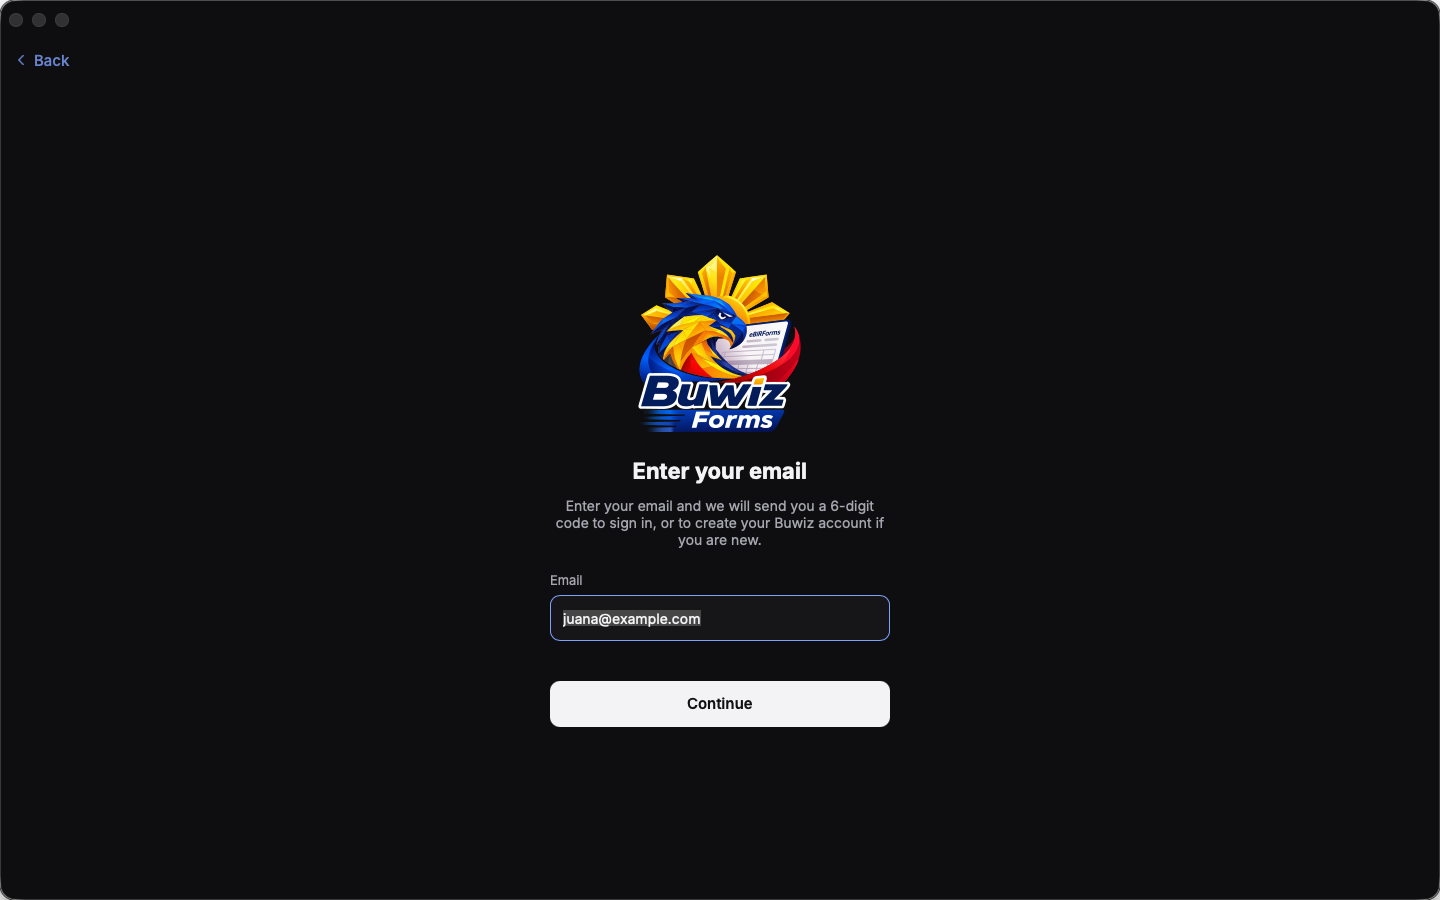 Back
eBIRForms
Buwiz
Forms
Enter your email
Enter your email and we will send you a 6-digit
code to sign in, or to create your Buwiz account if
you are new.
Email
juana@example.com
Continue